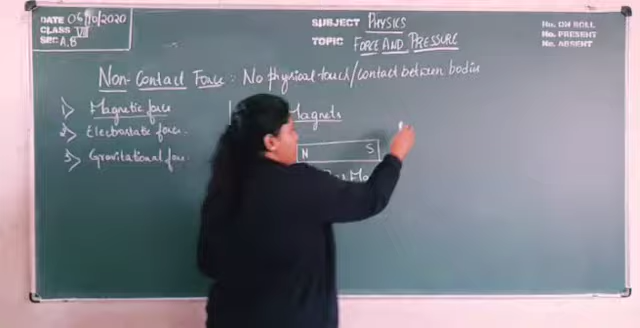 DATE 06/10/2020
CLASS VIII
SEC A,B
SUBJECT PHYSICS
TOPIC FORCE AND PRESSURE
No. ON ROLL
No. PRESENT
No. ABSENT
Non-Contact Force: No physical touch/contact between bodies
1) Magnetic force
2) Electrostatic force.
3) Gravitational force.
Magnets
N S